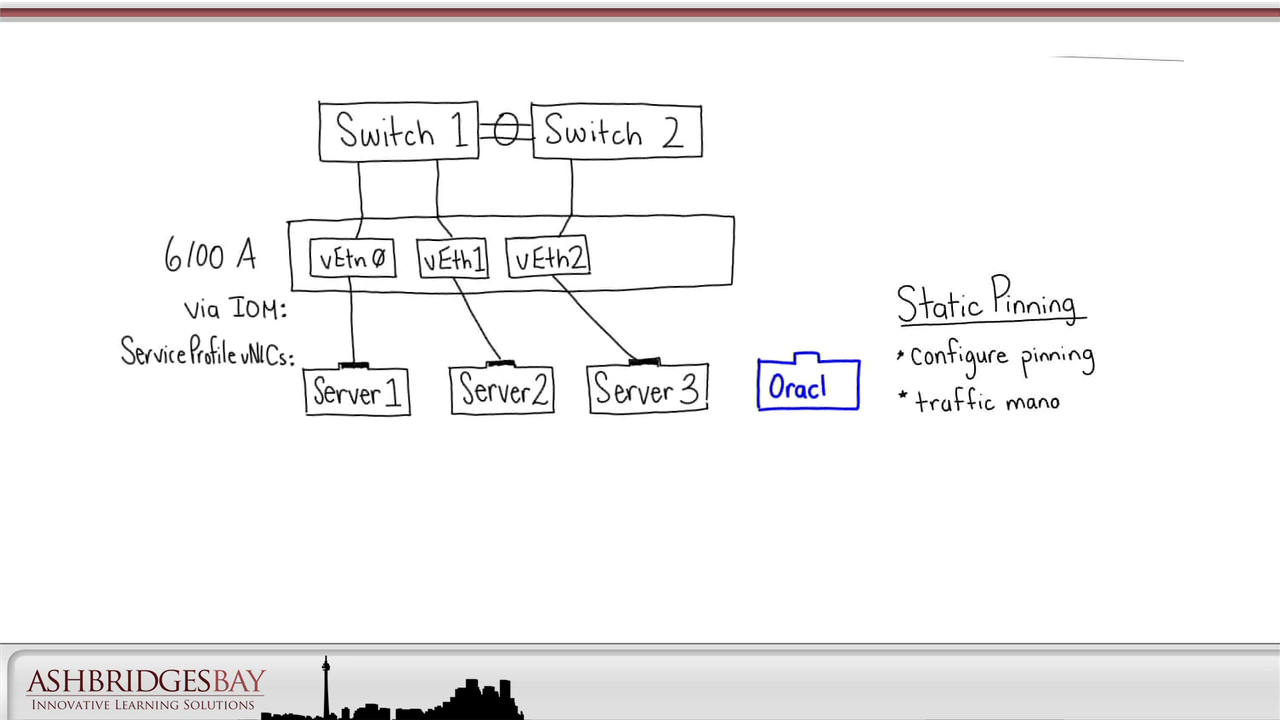 Switch 1
Switch 2
6100 A
vEtn0
vEth1
vEth2
via IOM:
Service Profile vNICs:
Server 1
Server2
Server 3
Oracl
Static Pinning
* configure pinning
* traffic mano
ASHBRIDGESBAY
INNOVATIVE LEARNING SOLUTIONS